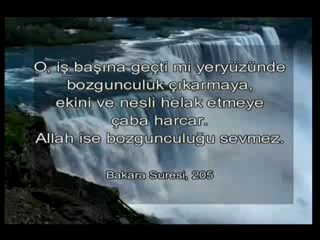 O, iş başına geçti mi yeryüzünde
bozgunculuk çıkarmaya,
ekini ve nesli helak etmeye
çaba harcar.
Allah ise bozgunculuğu sevmez.
Bakara Suresi, 205